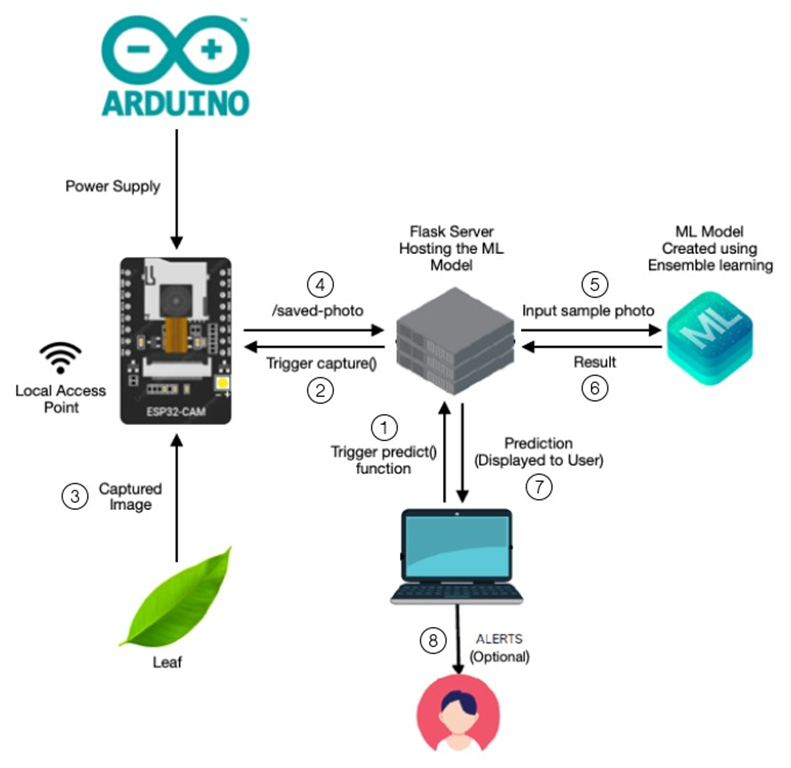 ARDUINO
Power Supply
Flask Server
Hosting the ML
Model
ML Model
Created using
Ensemble learning
4
/saved-photo
Trigger capture()
2
5
Input sample photo
Result
6
ML
Local Access
Point
ESP32-CAM
1
Trigger predict()
function
Prediction
(Displayed to User)
7
3
Captured
Image
Leaf
8
ALERTS
(Optional)